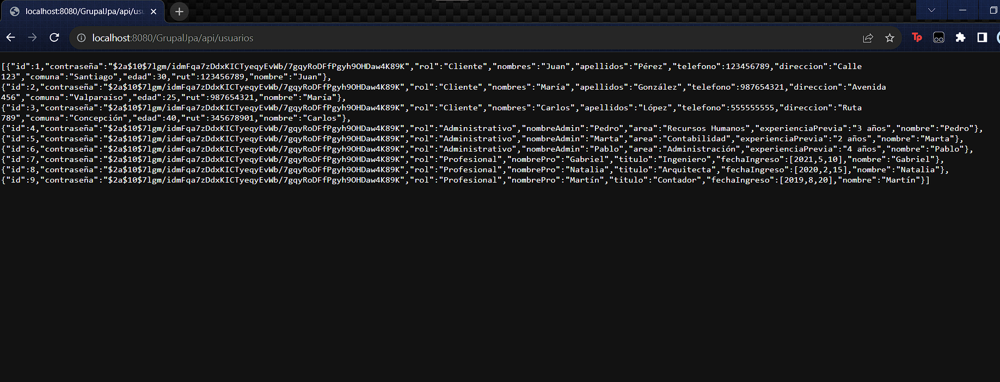 localhost:8080/GrupalJpa/api/usu
localhost:8080/GrupalJpa/api/usuarios
Tp
[{"id":1,"contraseña":"$2a$10$7lgm/idmFqa7zDdxKICTyeqyEvWb/7gqyRoDFfPgyh9OHDaw4K89K","rol":"Cliente","nombres":"Juan","apellidos":"Pérez","telefono":123456789,"direccion":"Calle
123","comuna":"Santiago","edad":30,"rut":123456789,"nombre":"Juan"},
{"id":2,"contraseña":"$2a$10$7lgm/idmFqa7zDdxKICTyeqyEvWb/7gqyRoDFfPgyh9OHDaw4K89K","rol":"Cliente","nombres":"María","apellidos":"González","telefono":987654321,"direccion":"Avenida
456","comuna":"Valparaíso","edad":25,"rut":987654321,"nombre":"María"},
{"id":3,"contraseña":"$2a$10$7lgm/idmFqa7zDdxKICTyeqyEvWb/7gqyRoDFfPgyh9OHDaw4K89K","rol":"Cliente","nombres":"Carlos","apellidos":"López","telefono":555555555,"direccion":"Ruta
789","comuna":"Concepción","edad":40,"rut":345678901,"nombre":"Carlos"},
{"id":4,"contraseña":"$2a$10$7lgm/idmFqa7zDdxKICTyeqyEvWb/7gqyRoDFfPgyh9OHDaw4K89K","rol":"Administrativo","nombreAdmin":"Pedro","area":"Recursos Humanos","experienciaPrevia":"3 años","nombre":"Pedro"},
{"id":5,"contraseña":"$2a$10$7lgm/idmFqa7zDdxKICTyeqyEvWb/7gqyRoDFfPgyh9OHDaw4K89K","rol":"Administrativo","nombreAdmin":"Marta","area":"Contabilidad","experienciaPrevia":"2 años","nombre":"Marta"},
{"id":6,"contraseña":"$2a$10$7lgm/idmFqa7zDdxKICTyeqyEvWb/7gqyRoDFfPgyh9OHDaw4K89K","rol":"Administrativo","nombreAdmin":"Pablo","area":"Administración","experienciaPrevia":"4 años","nombre":"Pablo"},
{"id":7,"contraseña":"$2a$10$7lgm/idmFqa7zDdxKICTyeqyEvWb/7gqyRoDFfPgyh9OHDaw4K89K","rol":"Profesional","nombrePro":"Gabriel","titulo":"Ingeniero","fechaIngreso":[2021,5,10],"nombre":"Gabriel"},
{"id":8,"contraseña":"$2a$10$7lgm/idmFqa7zDdxKICTyeqyEvWb/7gqyRoDFfPgyh9OHDaw4K89K","rol":"Profesional","nombrePro":"Natalia","titulo":"Arquitecta","fechaIngreso":[2020,2,15],"nombre":"Natalia"},
{"id":9,"contraseña":"$2a$10$7lgm/idmFqa7zDdxKICTyeqyEvWb/7gqyRoDFfPgyh9OHDaw4K89K","rol":"Profesional","nombrePro":"Martín","titulo":"Contador","fechaIngreso":[2019,8,20],"nombre":"Martín"}]